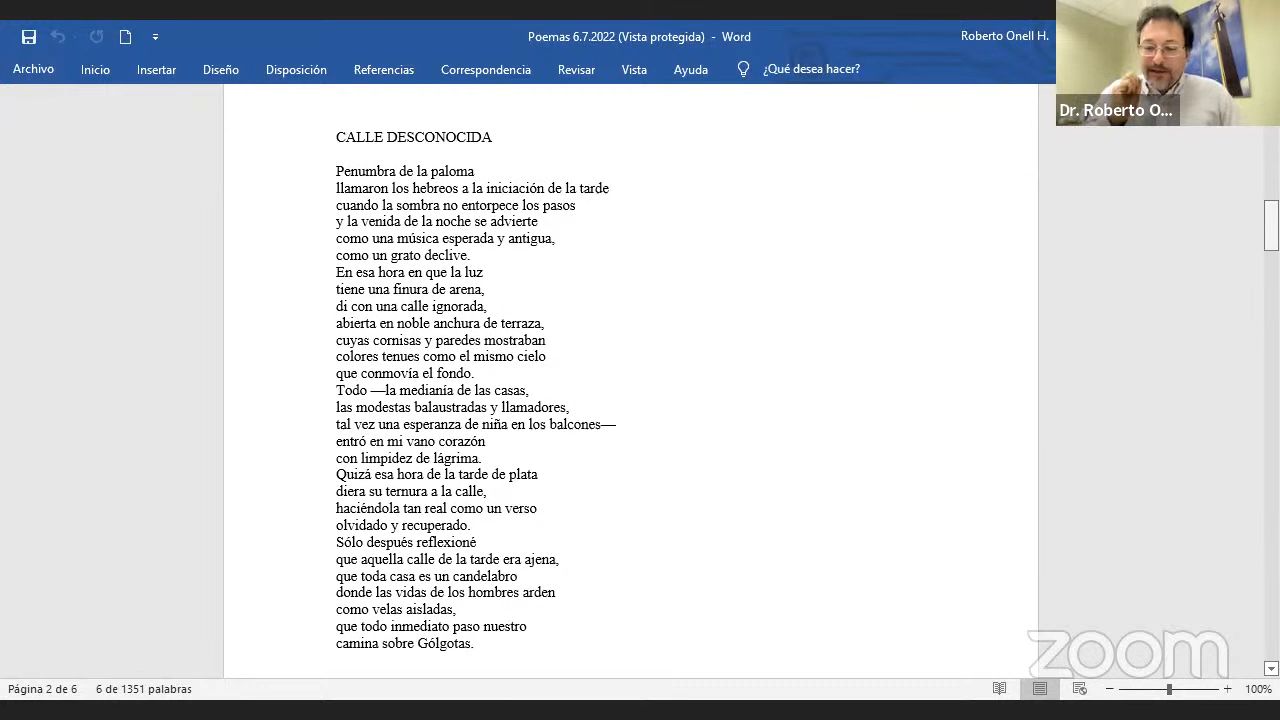 Poemas 6.7.2022 (Vista protegida) - Word
Roberto Onell H.
Archivo Inicio Insertar Diseño Disposición Referencias Correspondencia Revisar Vista Ayuda ¿Qué desea hacer?
Dr. Roberto O...
CALLE DESCONOCIDA
Penumbra de la paloma
llamaron los hebreos a la iniciación de la tarde
cuando la sombra no entorpece los pasos
y la venida de la noche se advierte
como una música esperada y antigua,
como un grato declive.
En esa hora en que la luz
tiene una finura de arena,
di con una calle ignorada,
abierta en noble anchura de terraza,
cuyas cornisas y paredes mostraban
colores tenues como el mismo cielo
que conmovía el fondo.
Todo —la medianía de las casas,
las modestas balaustradas y llamadores,
tal vez una esperanza de niña en los balcones—
entró en mi vano corazón
con limpidez de lágrima.
Quizá esa hora de la tarde de plata
diera su ternura a la calle,
haciéndola tan real como un verso
olvidado y recuperado.
Sólo después reflexioné
que aquella calle de la tarde era ajena,
que toda casa es un candelabro
donde las vidas de los hombres arden
como velas aisladas,
que todo inmediato paso nuestro
camina sobre Gólgotas.
zoom
Página 2 de 6 6 de 1351 palabras 100%